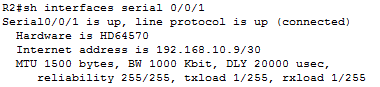 R2#sh interfaces serial 0/0/1
Serial0/0/1 is up, line protocol is up (connected)
Hardware is HD64570
Internet address is 192.168.10.9/30
MTU 1500 bytes, BW 1000 Kbit, DLY 20000 usec,
reliability 255/255, txload 1/255, rxload 1/255